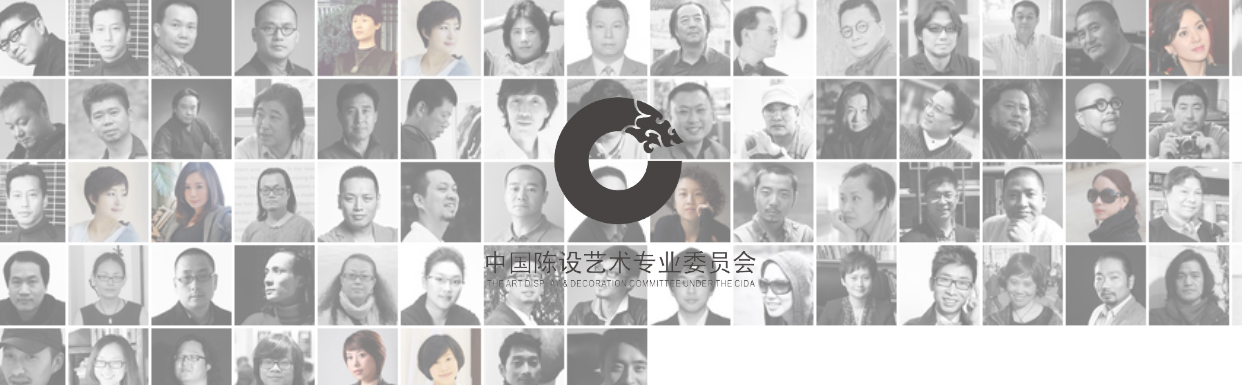 中国陈设艺术专业委员会
THE ART DISPLAY & DECORATION COMMITTEE UNDER THE CIDA